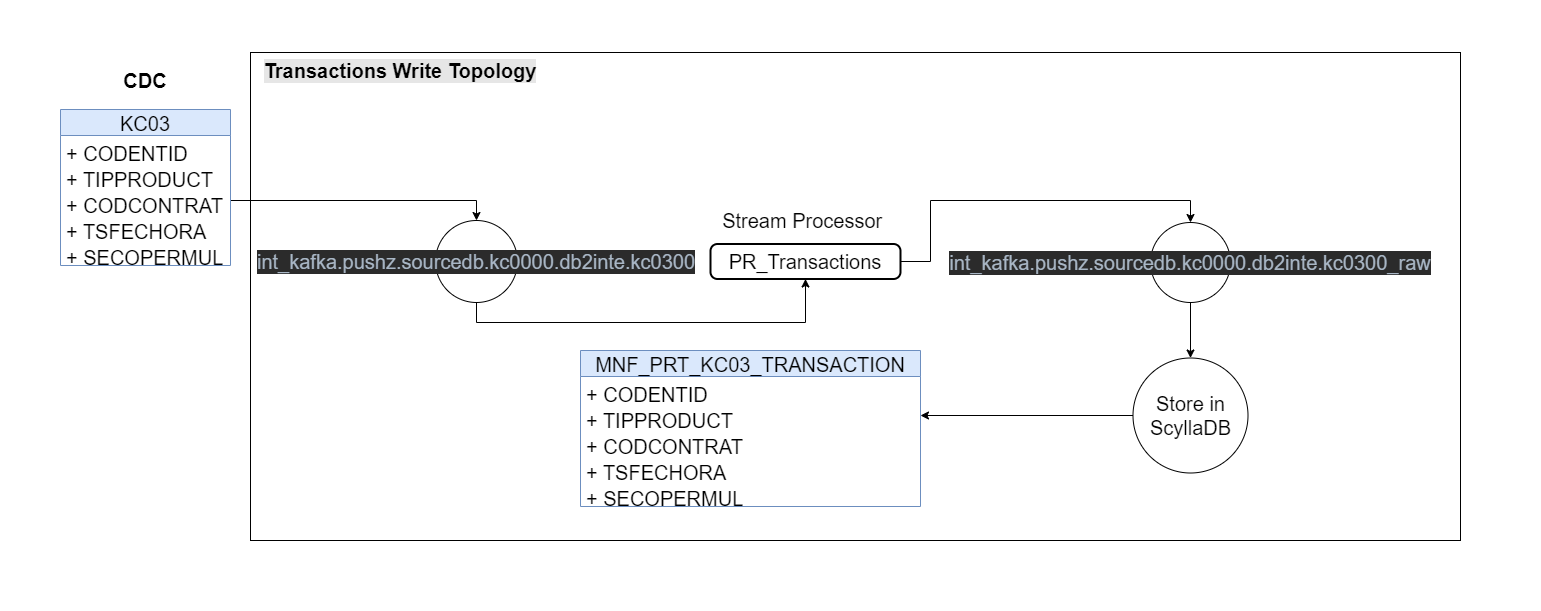 Transactions Write Topology
CDC
KC03
+ CODENTID
+ TIPPRODUCT
+ CODCONTRAT
+ TSFECHORA
+ SECOPERMUL
int_kafka.pushz.sourcedb.kc0000.db2inte.kc0300
Stream Processor
PR_Transactions
int_kafka.pushz.sourcedb.kc0000.db2inte.kc0300_raw
MNF_PRT_KC03_TRANSACTION
+ CODENTID
+ TIPPRODUCT
+ CODCONTRAT
+ TSFECHORA
+ SECOPERMUL
Store in
ScyllaDB